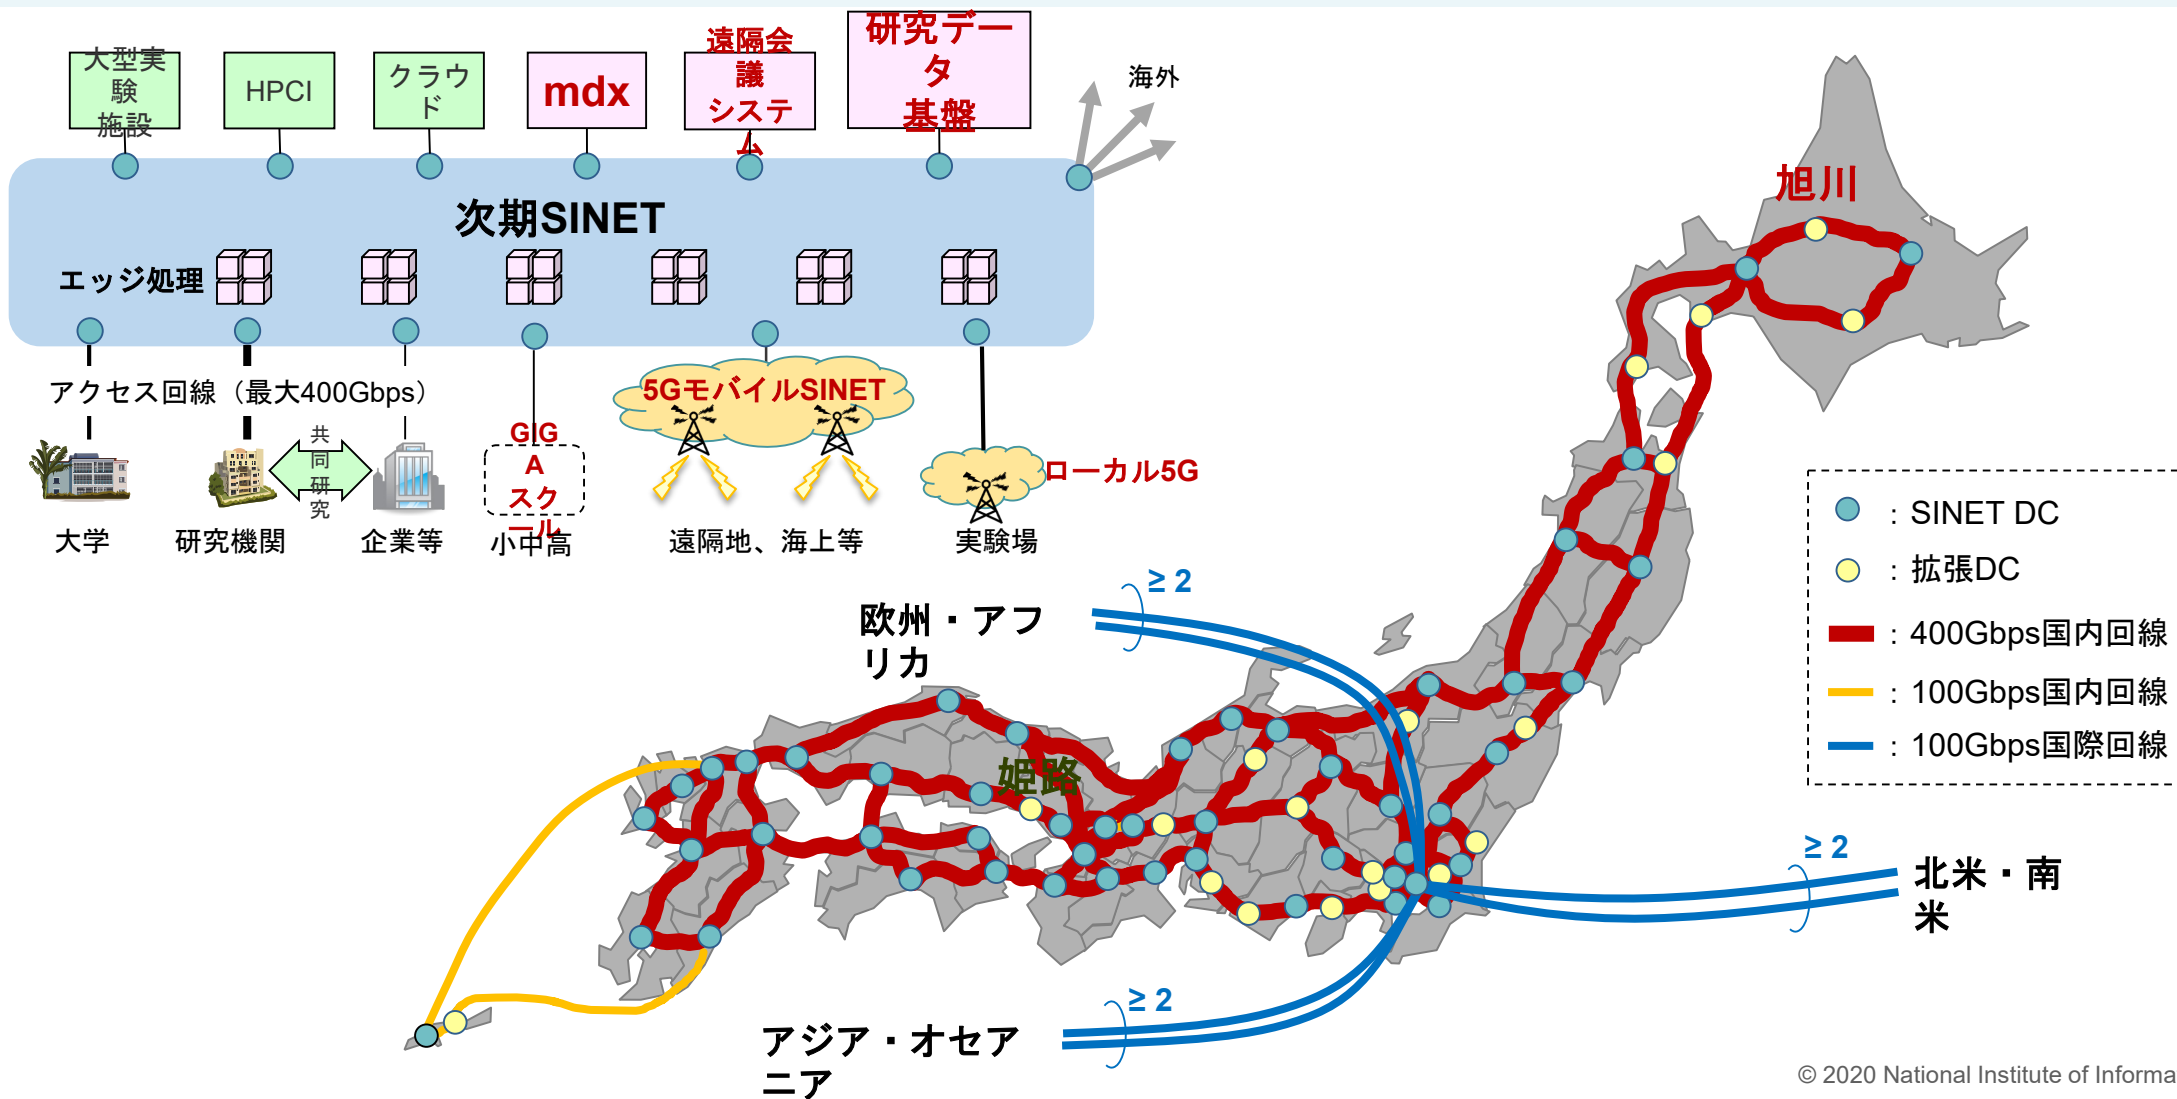 大型実
験
施設
HPCI
クラウ
ド
mdx
遠隔会
議
システ
ム
研究デー
タ
基盤
海外
次期SINET
エッジ処理
アクセス回線（最大400Gbps）
共
同
研
究
大学
研究機関
企業等
GIG
A
スク
ール
小中高
5GモバイルSINET
遠隔地、海上等
ローカル5G
実験場
旭川
姫路
欧州・アフ
リカ
≥ 2
北米・南
米
≥ 2
アジア・オセア
ニア
≥ 2
：SINET DC
：拡張DC
：400Gbps国内回線
：100Gbps国内回線
：100Gbps国際回線
© 2020 National Institute of Informa